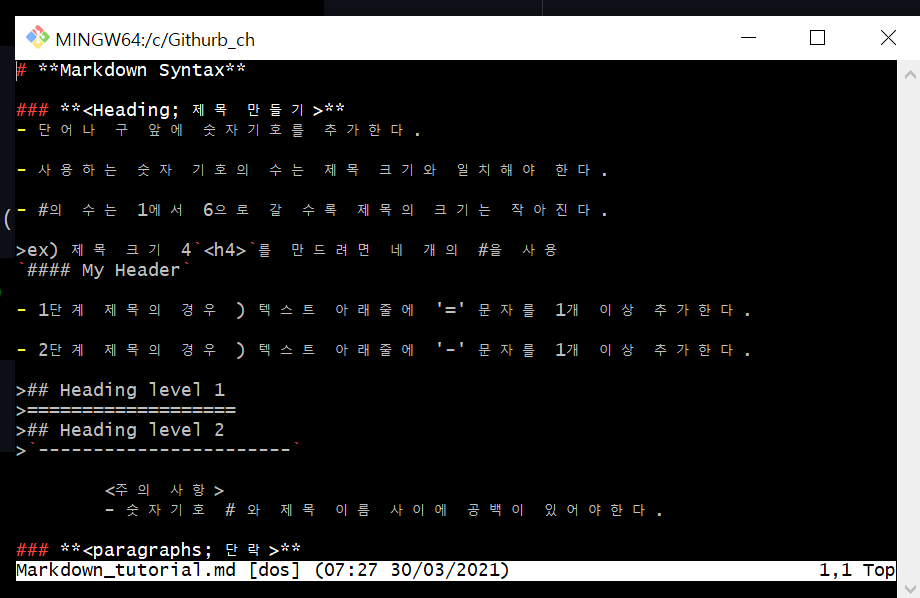 MINGW64:/c/Githurb_ch
# **Markdown Syntax**
### **<Heading; 제목 만들기>**
- 단어나 구 앞에 숫자기호를 추가한다.
- 사용하는 숫자 기호의 수는 제목 크기와 일치해야 한다.
(
- #의 수는 1에서 6으로 갈 수록 제목의 크기는 작아진다.
>ex) 제목 크기 4`<h4>`를 만드려면 네 개의 #을 사용
`#### My Header`
- 1단계 제목의 경우 ) 텍스트 아래줄에 '=' 문자를 1개 이상 추가한다.
- 2단계 제목의 경우 ) 텍스트 아래줄에 '-' 문자를 1개 이상 추가한다.
>## Heading level 1
>===================
>## Heading level 2
>`-----------------------`
<주의 사항>
- 숫자기호 #와 제목 이름 사이에 공백이 있어야한다.
### **<paragraphs; 단락>**
Markdown_tutorial.md [dos] (07:27 30/03/2021) 1,1 Top